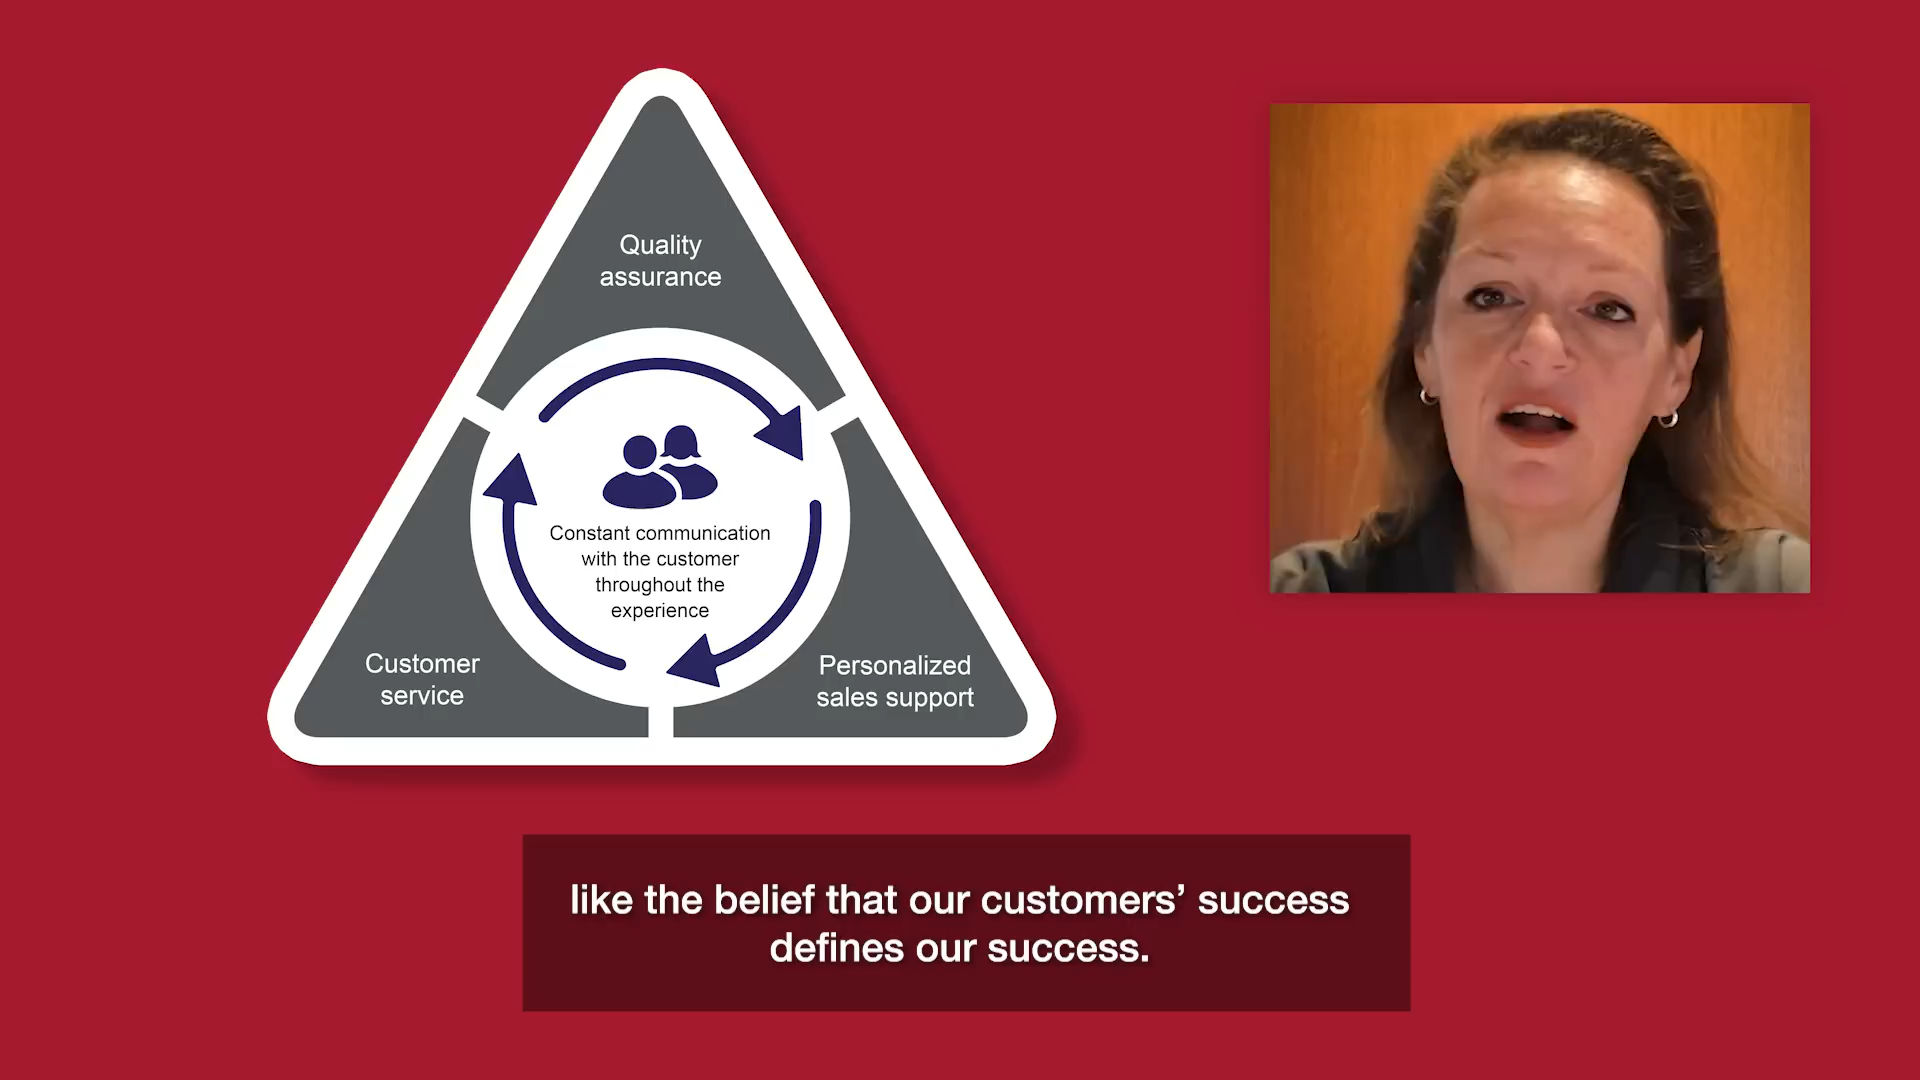 Quality
assurance
Constant communication
with the customer
throughout the
experience
Customer
service
Personalized
sales support
like the belief that our customers’ success
defines our success.